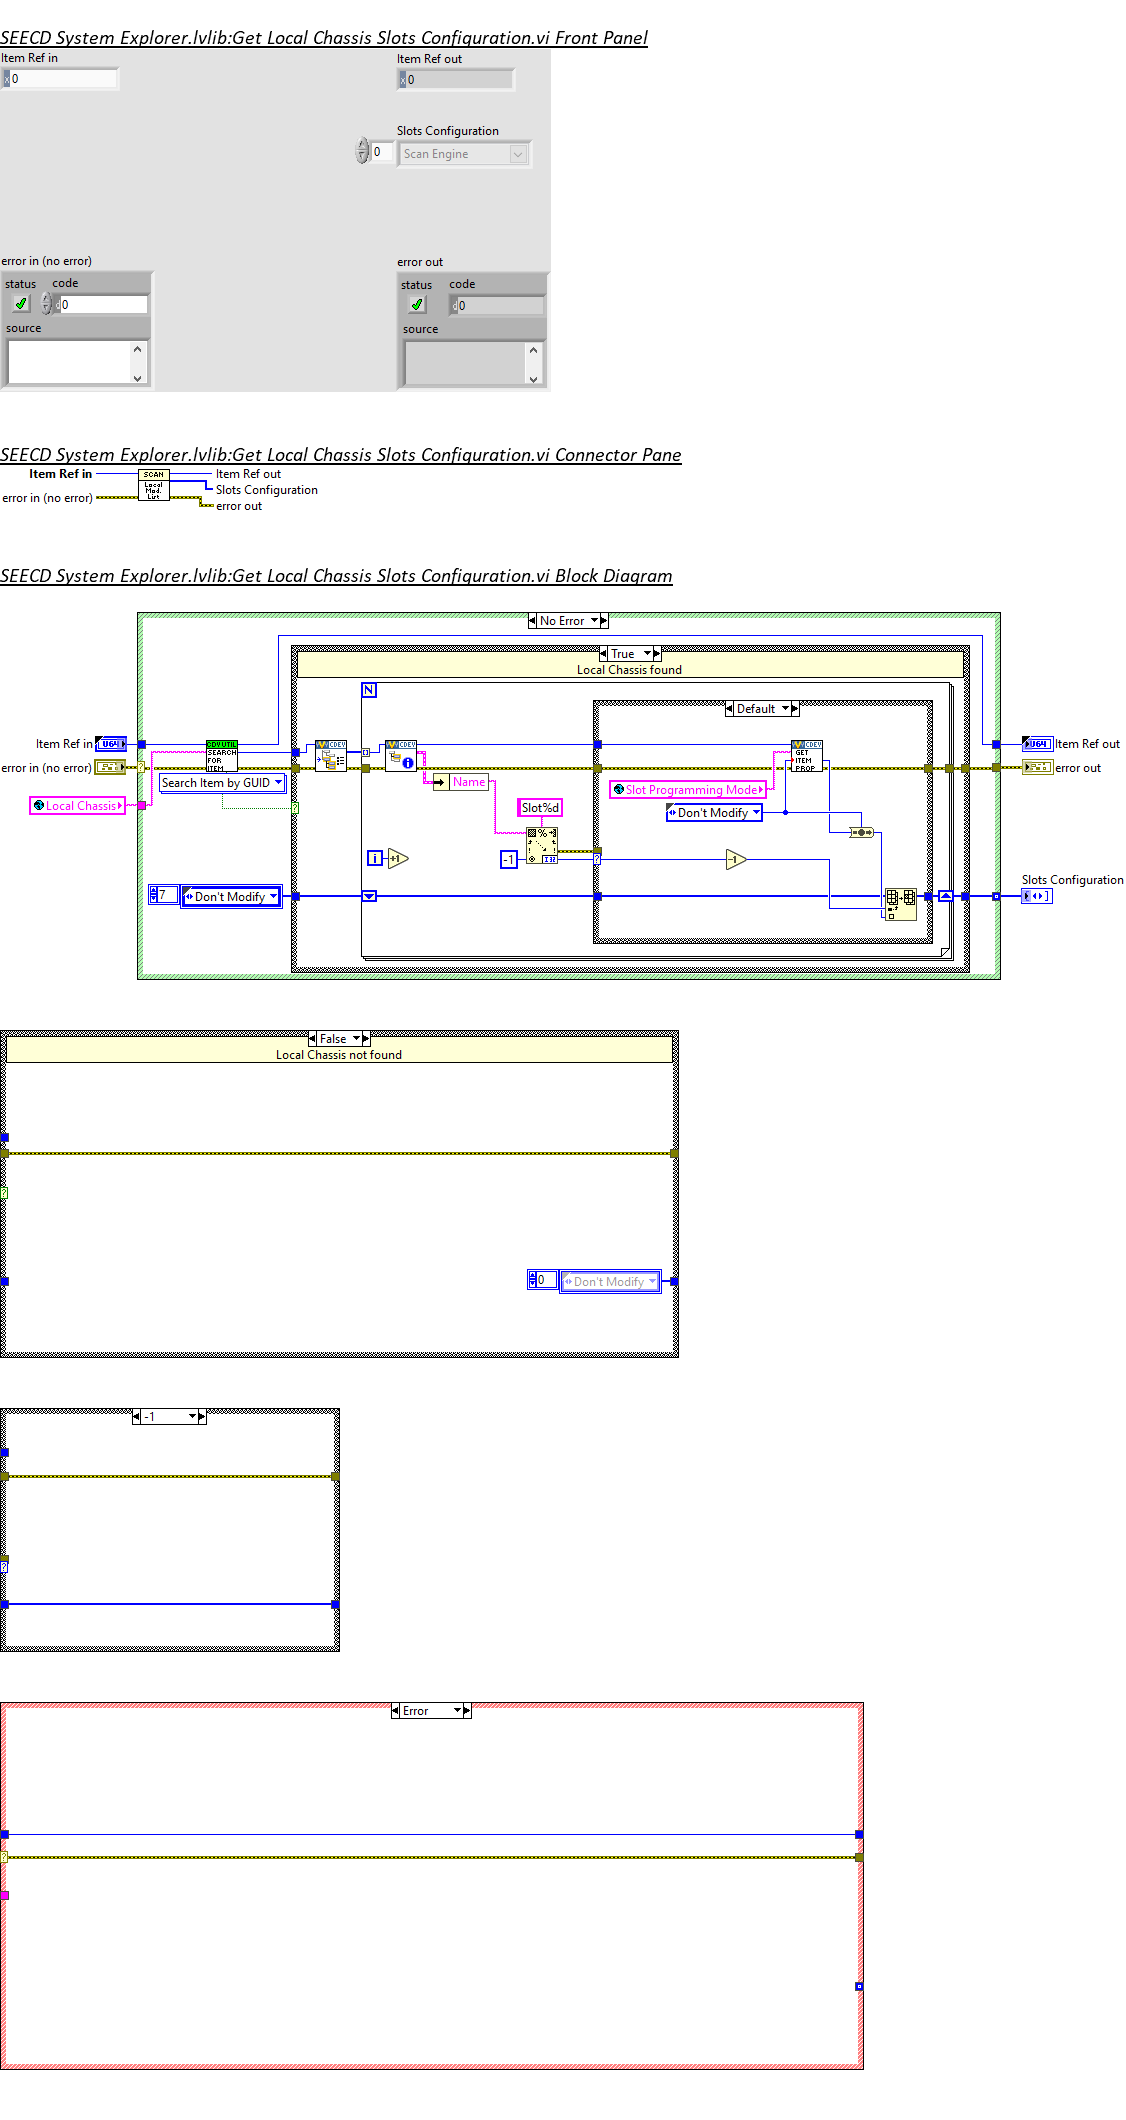 SEECD System Explorer.lvlib:Get Local Chassis Slots Configuration.vi Front Panel
Item Ref in
x 0
Item Ref out
x 0
Slots Configuration
0
Scan Engine
error in (no error)
status
code
d 0
source
error out
status
code
d 0
source
SEECD System Explorer.lvlib:Get Local Chassis Slots Configuration.vi Connector Pane
Item Ref in
error in (no error)
SCAN
Local
Mod.
List
Item Ref out
Slots Configuration
error out
SEECD System Explorer.lvlib:Get Local Chassis Slots Configuration.vi Block Diagram
No Error
True
Local Chassis found
N
Default
Item Ref in
U64
error in (no error)
Local Chassis
CDV UTIL
SEARCH
FOR
ITEM
Search Item by GUID
CDEV
CDEV
Name
Slot%d
-1
i
+1
7
Don't Modify
CDEV
GET
ITEM
PROP
Slot Programming Mode
Don't Modify
-1
U64
Item Ref out
error out
Slots Configuration
False
Local Chassis not found
0
Don't Modify
-1
Error